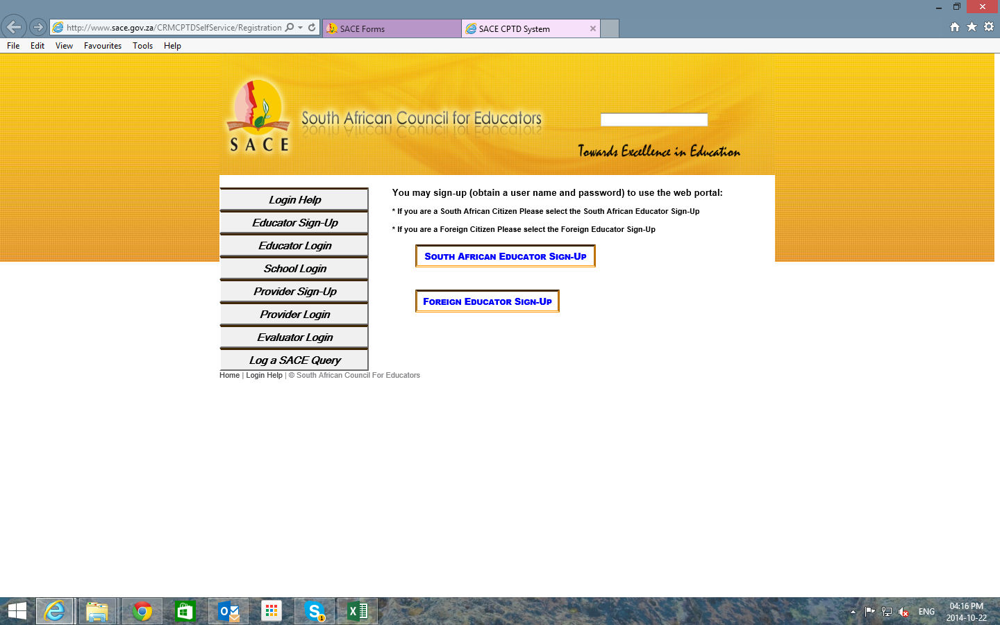 http://www.sace.gov.za/CRMCPTDSelfService/Registration
SACE Forms
SACE CPTD System
File Edit View Favourites Tools Help
SACE
South African Council for Educators
Towards Excellence in Education
Login Help
Educator Sign-Up
Educator Login
School Login
Provider Sign-Up
Provider Login
Evaluator Login
Log a SACE Query
You may sign-up (obtain a user name and password) to use the web portal:
* If you are a South African Citizen Please select the South African Educator Sign-Up
* If you are a Foreign Citizen Please select the Foreign Educator Sign-Up
South African Educator Sign-Up
Foreign Educator Sign-Up
Home | Login Help | © South African Council For Educators
1
ENG
04:16 PM
2014-10-22